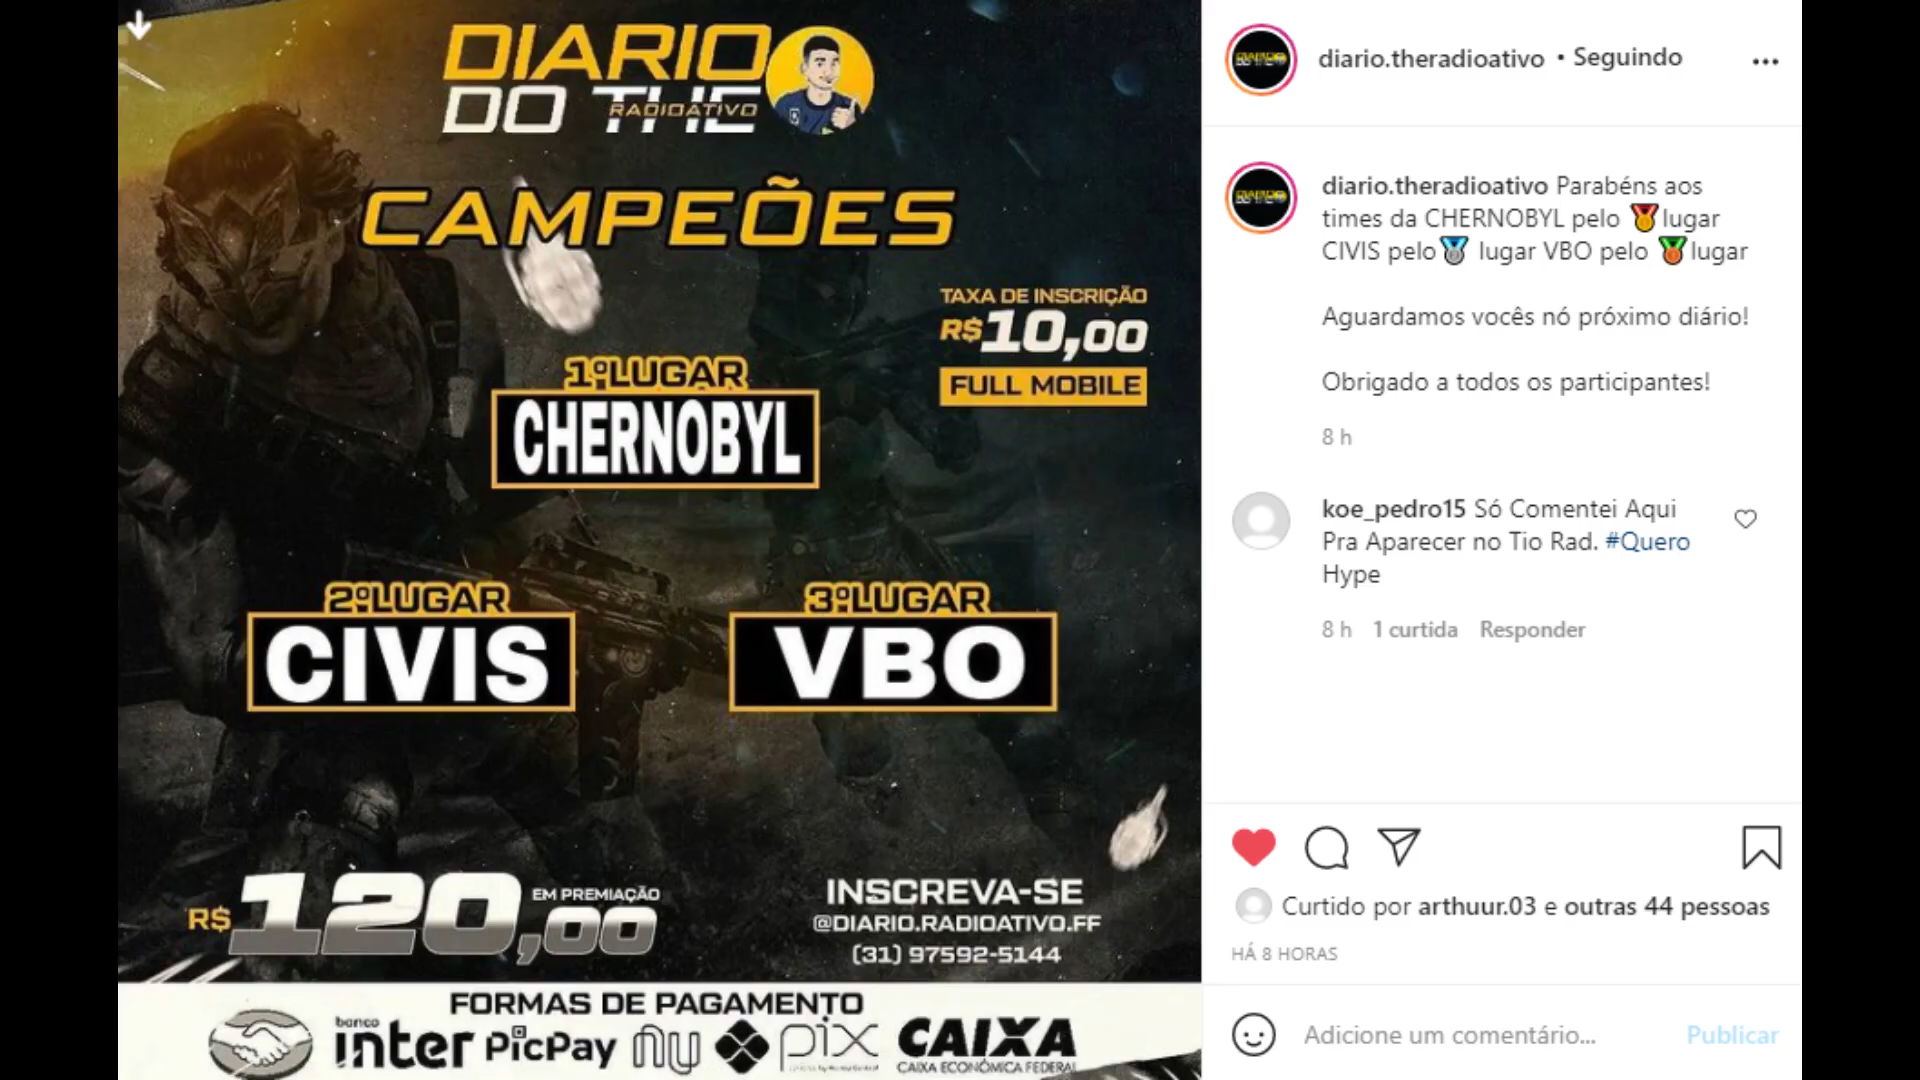 DIARIO
DO THE
RADIOATIVO
CAMPEÕES
TAXA DE INSCRIÇÃO
R$10,00
FULL MOBILE
1ºLUGAR
CHERNOBYL
2ºLUGAR
CIVIS
3ºLUGAR
VBO
R$120,00
EM PREMIAÇÃO
INSCREVA-SE
@DIARIO.RADIOATIVO.FF
(31) 97592-5144
FORMAS DE PAGAMENTO
banco
inter PicPay nu pix CAIXA
CAIXA ECONÔMICA FEDERAL
diario.theradioativo • Seguindo
diario.theradioativo Parabéns aos
times da CHERNOBYL pelo 🥇lugar
CIVIS pelo🥈 lugar VBO pelo 🥉lugar
Aguardamos vocês nó próximo diário!
Obrigado a todos os participantes!
8 h
koe_pedro15 Só Comentei Aqui
Pra Aparecer no Tio Rad. #Quero
Hype
8 h 1 curtida Responder
Curtido por arthuur.03 e outras 44 pessoas
HÁ 8 HORAS
Adicione um comentário... Publicar